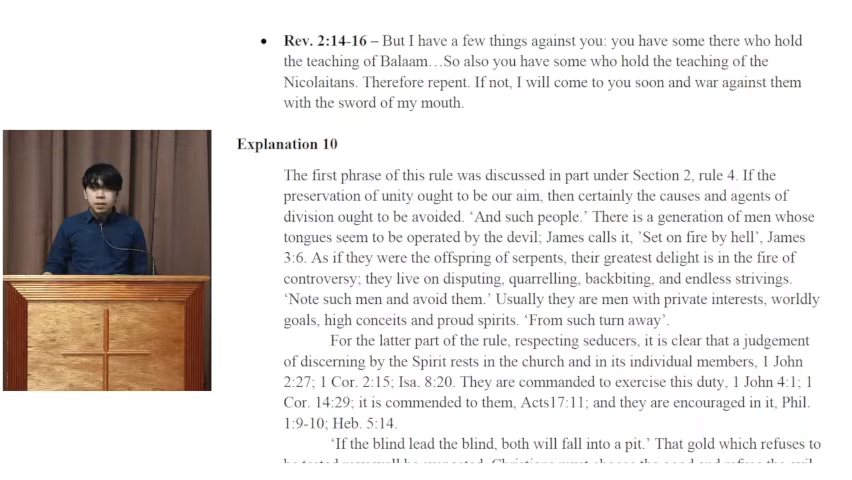 • Rev. 2:14-16 – But I have a few things against you: you have some there who hold
the teaching of Balaam…So also you have some who hold the teaching of the
Nicolaitans. Therefore repent. If not, I will come to you soon and war against them
with the sword of my mouth.
Explanation 10
The first phrase of this rule was discussed in part under Section 2, rule 4. If the
preservation of unity ought to be our aim, then certainly the causes and agents of
division ought to be avoided. ‘And such people.’ There is a generation of men whose
tongues seem to be operated by the devil; James calls it, ’Set on fire by hell’, James
3:6. As if they were the offspring of serpents, their greatest delight is in the fire of
controversy; they live on disputing, quarrelling, backbiting, and endless strivings.
‘Note such men and avoid them.’ Usually they are men with private interests, worldly
goals, high conceits and proud spirits. ‘From such turn away’.
For the latter part of the rule, respecting seducers, it is clear that a judgement
of discerning by the Spirit rests in the church and in its individual members, 1 John
2:27; 1 Cor. 2:15; Isa. 8:20. They are commanded to exercise this duty, 1 John 4:1; 1
Cor. 14:29; it is commended to them, Acts17:11; and they are encouraged in it, Phil.
1:9-10; Heb. 5:14.
‘If the blind lead the blind, both will fall into a pit.’ That gold which refuses to